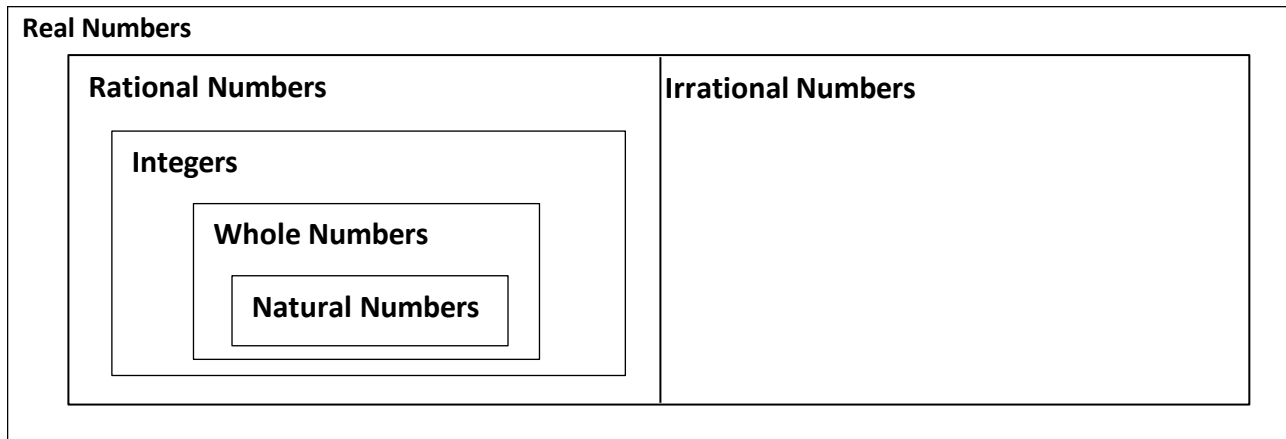 Real Numbers
Rational Numbers
Irrational Numbers
Integers
Whole Numbers
Natural Numbers